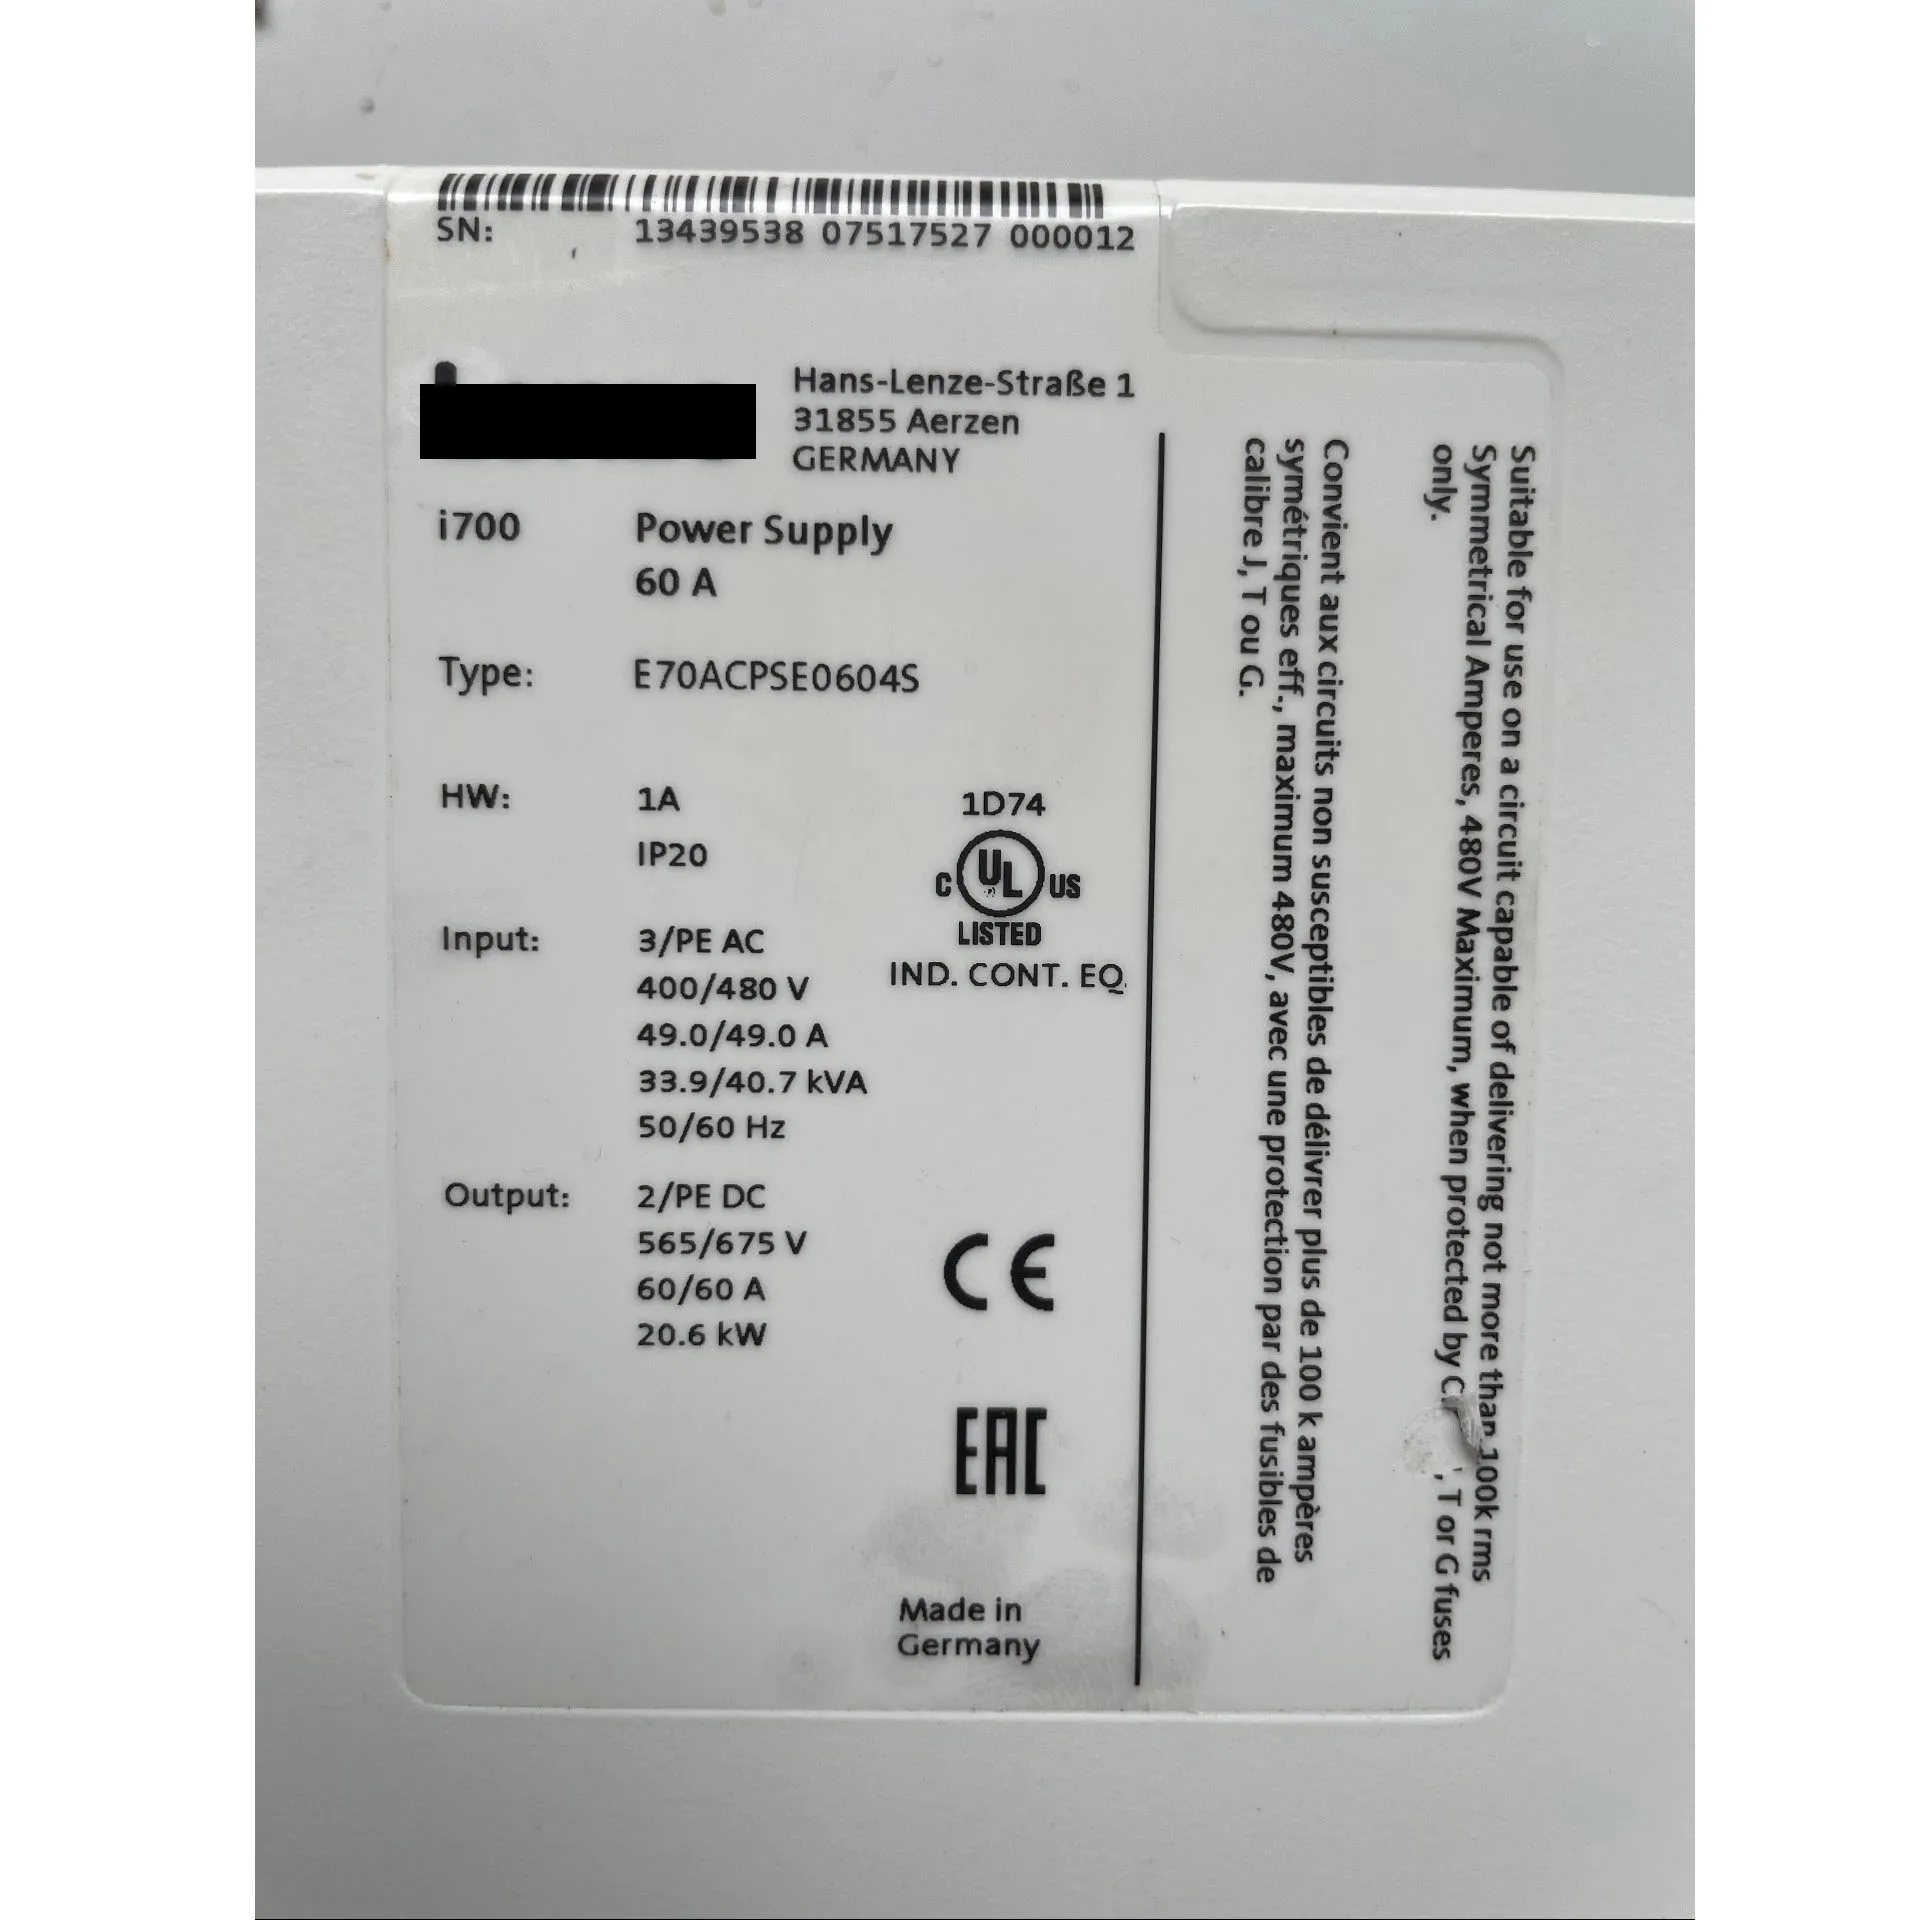 SN: 13439538 07517527 000012
Hans-Lenze-Straße 1
31855 Aerzen
GERMANY
i700 Power Supply
60 A
Type: E70ACPSE0604S
HW: 1A
IP20
1D74
C UL US
LISTED
IND. CONT. EQ.
Input: 3/PE AC
400/480 V
49.0/49.0 A
33.9/40.7 kVA
50/60 Hz
Output: 2/PE DC
565/675 V
60/60 A
20.6 kW
CE
EAC
Made in
Germany
Suitable for use on a circuit capable of delivering not more than 100k rms
Symmetrical Amperes, 480V Maximum, when protected by , T or G fuses
only.
Convient aux circuits non susceptibles de délivrer plus de 100 k ampères
symétriques eff., maximum 480V, avec une protection par des fusibles de
calibre J, T ou G.